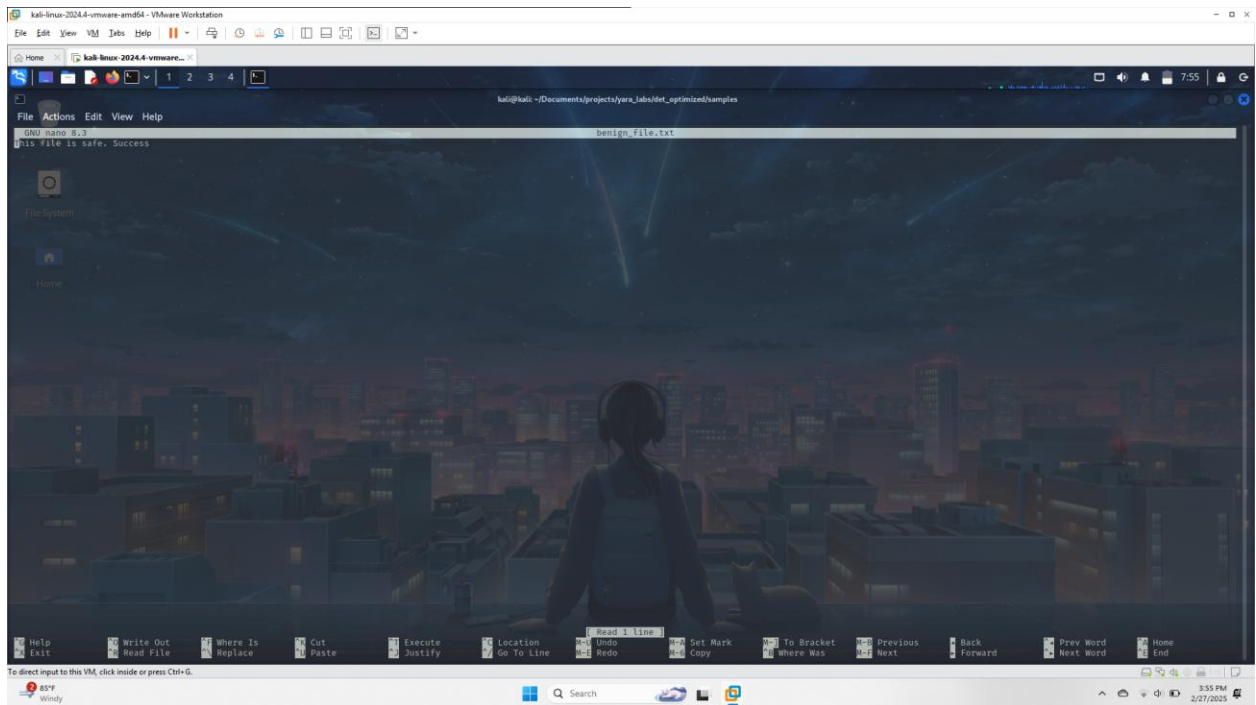 kali-linux-2024.4-vmware-amd64 - VMware Workstation
File Edit View VM Tabs Help
Home kali-linux-2024.4-vmware...
1 2 3 4 7:55
kali@kali: ~/Documents/projects/yara_labs/det_optimized/samples
File Actions Edit View Help
GNU nano 8.3 benign_file.txt
This file is safe. Success
File System
Home
[ Read 1 line ]
^G Help ^O Write Out ^F Where Is ^K Cut ^T Execute ^C Location M-U Undo M-A Set Mark M-] To Bracket M-B Previous Back Prev Word ^A Home
^X Exit ^R Read File ^\ Replace ^U Paste ^J Justify ^/ Go To Line M-E Redo M-6 Copy ^B Where Was M-F Next Forward Next Word ^E End
To direct input to this VM, click inside or press Ctrl+G.
2 85°F Search 3:55 PM
Windy 2/27/2025